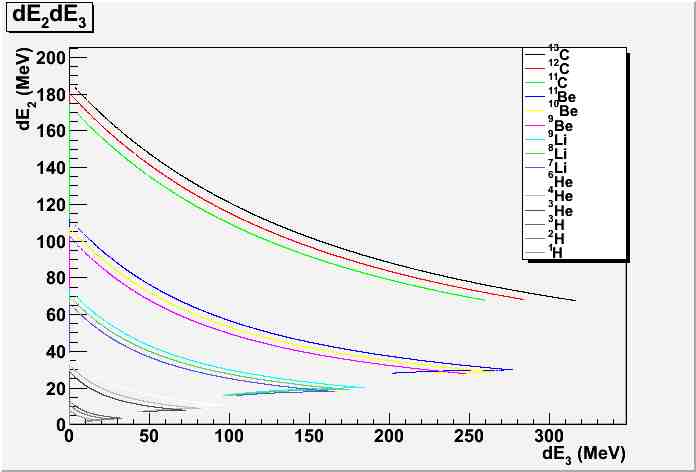 dE₂dE₃
dE₂ (MeV)
200
180
160
140
120
100
80
60
40
20
0
¹³C
¹²C
¹¹C
¹¹Be
¹⁰Be
⁹Be
⁹Li
⁸Li
⁷Li
⁶He
⁴He
³He
³H
²H
¹H
0 50 100 150 200 250 300
dE₃ (MeV)